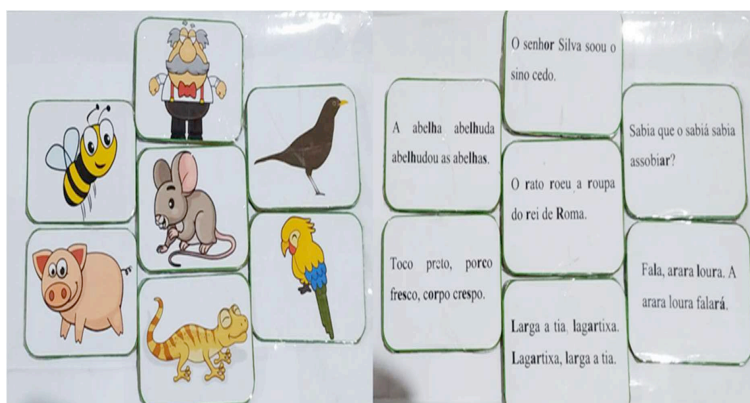 O senhor Silva soou o
sino cedo.
A abelha abelhuda
abelhudou as abelhas.
Sabia que o sabiá sabia
assobiar?
O rato roeu a roupa
do rei de Roma.
Toco preto, porco
fresco, corpo crespo.
Fala, arara loura. A
arara loura falará.
Larga a tia, lagartixa.
Lagartixa, larga a tia.